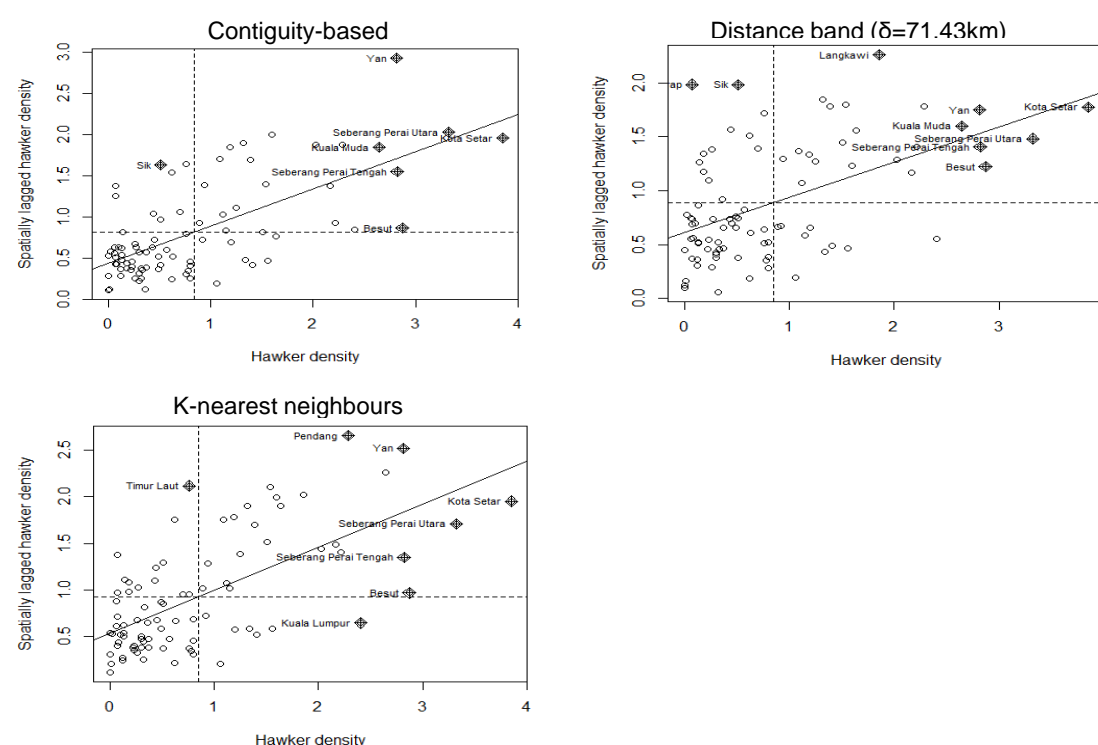 Contiguity-based
Spatially lagged hawker density
0.0 0.5 1.0 1.5 2.0 2.5 3.0
Yan
Seberang Perai Utara
Kota Setar
Kuala Muda
Sik
Seberang Perai Tengah
Besut
0 1 2 3 4
Hawker density
Distance band (δ=71.43km)
Spatially lagged hawker density
0.0 0.5 1.0 1.5 2.0
Langkawi
ap
Sik
Yan
Kota Setar
Kuala Muda
Seberang Perai Utara
Seberang Perai Tengah
Besut
0 1 2 3
Hawker density
K-nearest neighbours
Spatially lagged hawker density
0.5 1.0 1.5 2.0 2.5
Pendang
Yan
Timur Laut
Kota Setar
Seberang Perai Utara
Seberang Perai Tengah
Besut
Kuala Lumpur
0 1 2 3 4
Hawker density